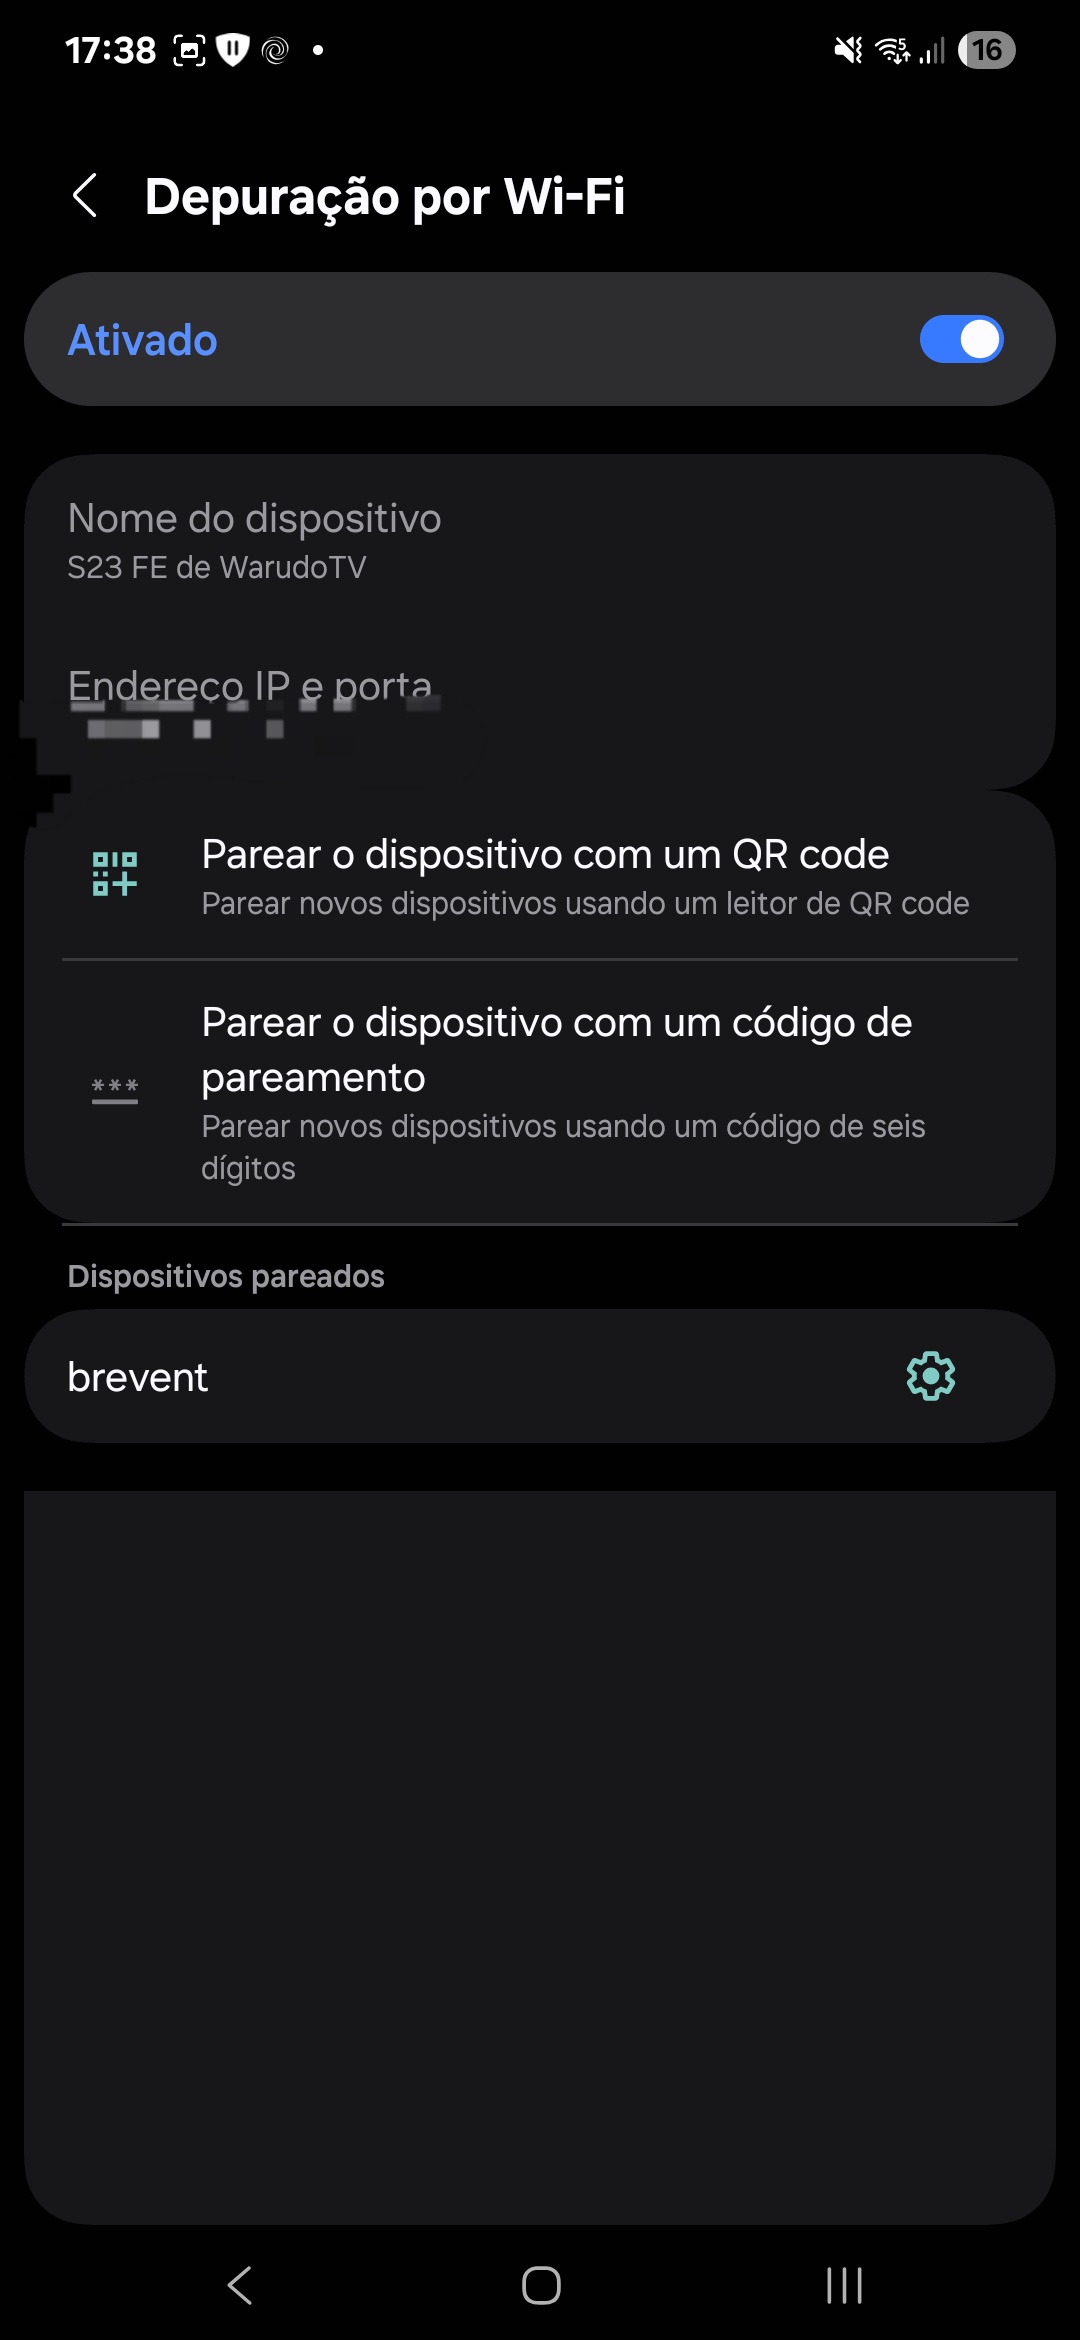 17:38
5
16
Depuração por Wi-Fi
Ativado
Nome do dispositivo
S23 FE de WarudoTV
Endereço IP e porta
Parear o dispositivo com um QR code
Parear novos dispositivos usando um leitor de QR code
***
Parear o dispositivo com um código de
pareamento
Parear novos dispositivos usando um código de seis
dígitos
Dispositivos pareados
brevent